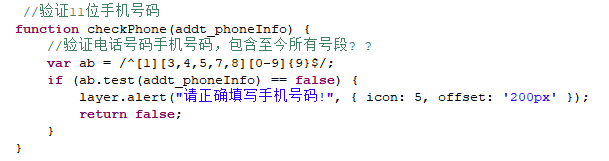 //验证11位手机号码
function checkPhone(addt_phoneInfo) {
//验证电话号码手机号码，包含至今所有号段? ?
var ab = /^[1][3,4,5,7,8][0-9]{9}$/;
if (ab.test(addt_phoneInfo) == false) {
layer.alert("请正确填写手机号码!", { icon: 5, offset: '200px' });
return false;
}
}